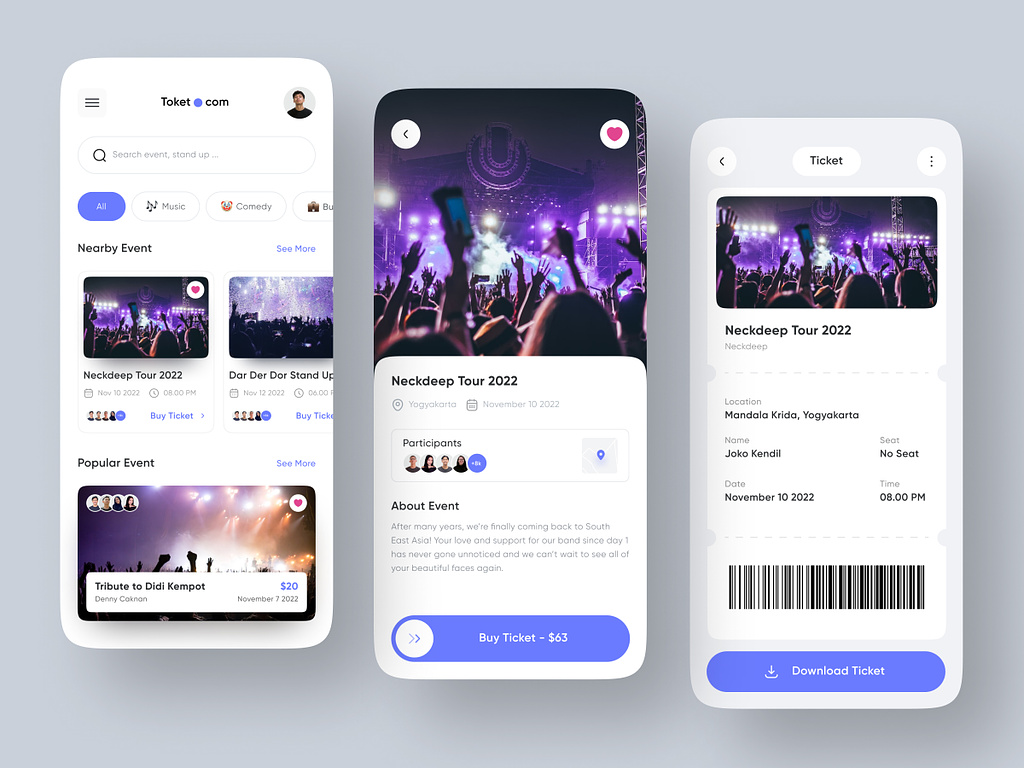 Toket com
Search event, stand up ...
All
Music
Comedy
Bu
Nearby Event
See More
Neckdeep Tour 2022
Nov 10 2022
08.00 PM
Buy Ticket
Dar Der Dor Stand Up
Nov 12 2022
06.00 P
Buy Ticke
Popular Event
See More
Tribute to Didi Kempot
$20
Denny Caknan
November 7 2022
Neckdeep Tour 2022
Yogyakarta
November 10 2022
Participants
+8k
About Event
After many years, we're finally coming back to South
East Asia! Your love and support for our band since day 1
has never gone unnoticed and we can't wait to see all of
your beautiful faces again.
Buy Ticket - $63
Ticket
Neckdeep Tour 2022
Neckdeep
Location
Mandala Krida, Yogyakarta
Name
Seat
Joko Kendil
No Seat
Date
Time
November 10 2022
08.00 PM
Download Ticket